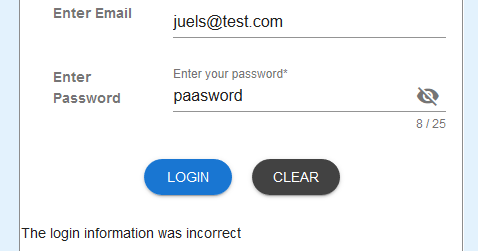 Enter Email
juels@test.com
Enter your password*
Enter
Password
paasword
8 / 25
LOGIN
CLEAR
The login information was incorrect